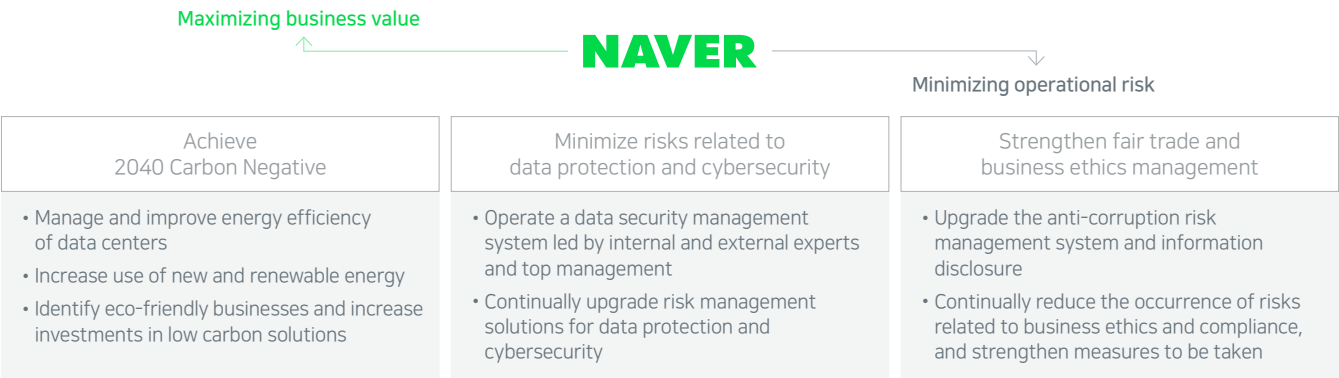 Maximizing business value
NAVER
Minimizing operational risk
Achieve
2040 Carbon Negative
• Manage and improve energy efficiency
of data centers
• Increase use of new and renewable energy
• Identify eco-friendly businesses and increase
investments in low carbon solutions
Minimize risks related to
data protection and cybersecurity
• Operate a data security management
system led by internal and external experts
and top management
• Continually upgrade risk management
solutions for data protection and
cybersecurity
Strengthen fair trade and
business ethics management
• Upgrade the anti-corruption risk
management system and information
disclosure
• Continually reduce the occurrence of risks
related to business ethics and compliance,
and strengthen measures to be taken